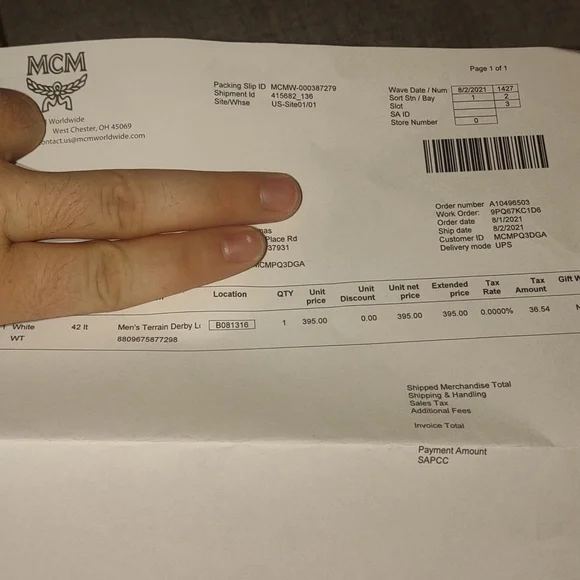 MCM
Page 1 of 1
Packing Slip ID MCMW-000387279
Shipment Id 415682_136
Site/Whse US-Site01/01
Wave Date / Num 8/2/2021 1427
Sort Stn / Bay 1 2
Slot 3
SA ID
Store Number 0
Worldwide
West Chester, OH 45069
ontact.us@mcmworldwide.com
Order number A10496503
Work Order: 9PQ67KC1D6
Order date 8/1/2021
Ship date 8/2/2021
Customer ID MCMPQ3DGA
Delivery mode UPS
mas
Place Rd
37931
MCMPQ3DGA
Location QTY Unit price Unit Discount Unit net price Extended price Tax Rate Tax Amount Gift W
White 42 It Men's Terrain Derby L B081316 1 395.00 0.00 395.00 395.00 0.0000% 36.54 N
WT 8809675877298
Shipped Merchandise Total
Shipping & Handling
Sales Tax
Additional Fees
Invoice Total
Payment Amount
SAPCC